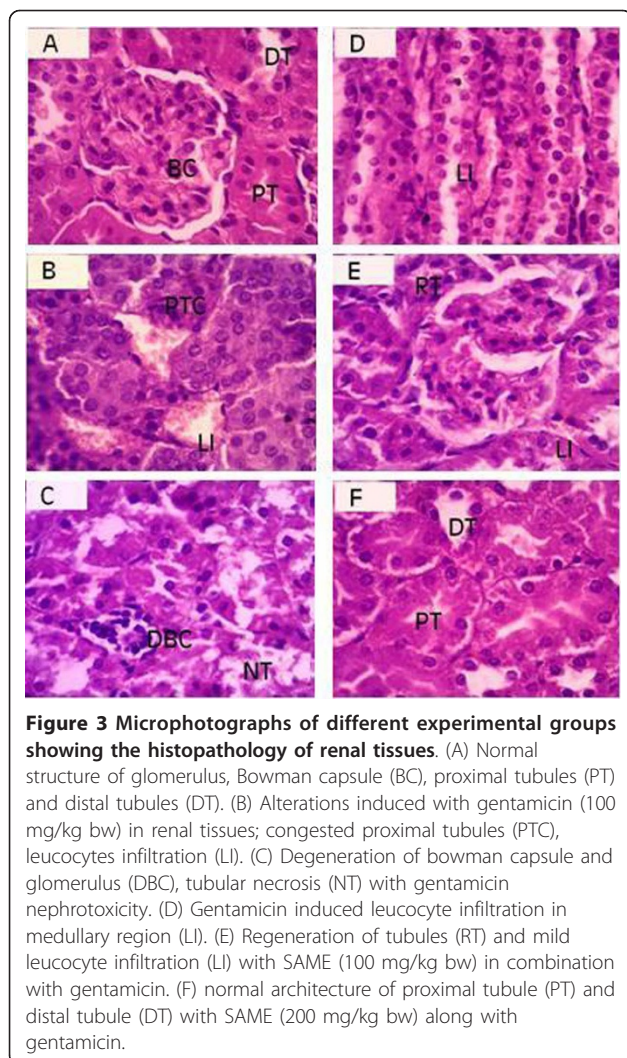 A
DT
BC
PT
D
LI
B
PTC
LI
E
RT
LI
C
DBC
NT
F
DT
PT
Figure 3 Microphotographs of different experimental groups
showing the histopathology of renal tissues. (A) Normal
structure of glomerulus, Bowman capsule (BC), proximal tubules (PT)
and distal tubules (DT). (B) Alterations induced with gentamicin (100
mg/kg bw) in renal tissues; congested proximal tubules (PTC),
leucocytes infiltration (LI). (C) Degeneration of bowman capsule and
glomerulus (DBC), tubular necrosis (NT) with gentamicin
nephrotoxicity. (D) Gentamicin induced leucocyte infiltration in
medullary region (LI). (E) Regeneration of tubules (RT) and mild
leucocyte infiltration (LI) with SAME (100 mg/kg bw) in combination
with gentamicin. (F) normal architecture of proximal tubule (PT) and
distal tubule (DT) with SAME (200 mg/kg bw) along with
gentamicin.